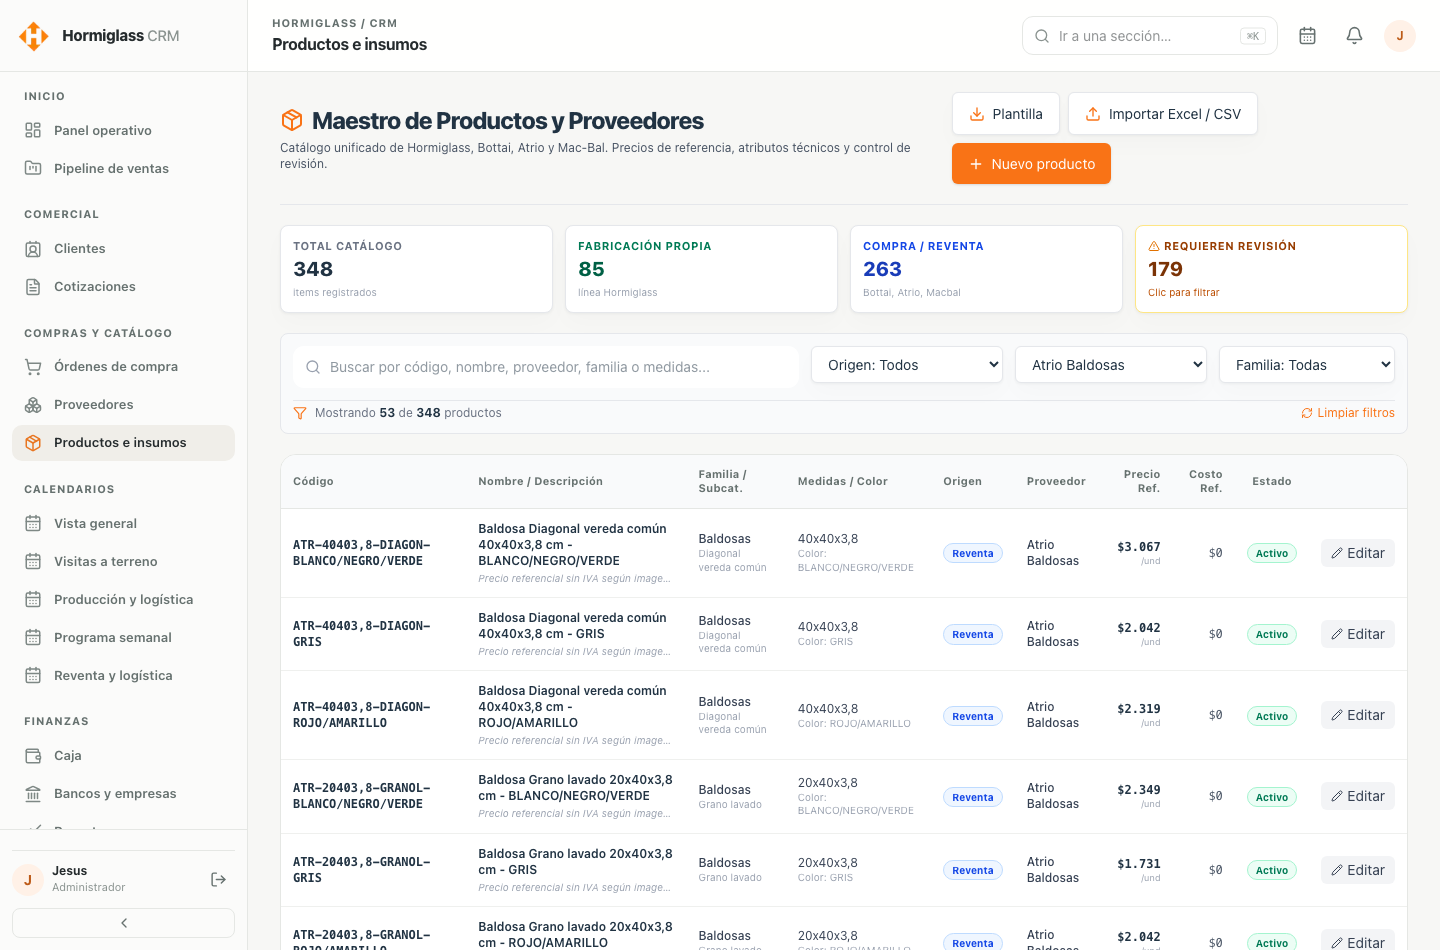 Hormiglass CRM
INICIO
Panel operativo
Pipeline de ventas
COMERCIAL
Clientes
Cotizaciones
COMPRAS Y CATÁLOGO
Órdenes de compra
Proveedores
Productos e insumos
CALENDARIOS
Vista general
Visitas a terreno
Producción y logística
Programa semanal
Reventa y logística
FINANZAS
Caja
Bancos y empresas
J
Jesus
Administrador
HORMIGLASS / CRM
Productos e insumos
Ir a una sección...
⌘K
J
Maestro de Productos y Proveedores
Catálogo unificado de Hormiglass, Bottai, Atrio y Mac-Bal. Precios de referencia, atributos técnicos y control de
revisión.
Plantilla
Importar Excel / CSV
Nuevo producto
TOTAL CATÁLOGO
348
ítems registrados
FABRICACIÓN PROPIA
85
línea Hormiglass
COMPRA / REVENTA
263
Bottai, Atrio, Macbal
REQUIEREN REVISIÓN
179
Clic para filtrar
Buscar por código, nombre, proveedor, familia o medidas...
Origen: Todos
Atrio Baldosas
Familia: Todas
Mostrando 53 de 348 productos
Limpiar filtros
Código
Nombre / Descripción
Familia /
Subcat.
Medidas / Color
Origen
Proveedor
Precio
Ref.
Costo
Ref.
Estado
ATR-40403,8-DIAGON-
BLANCO/NEGRO/VERDE
Baldosa Diagonal vereda común
40x40x3,8 cm -
BLANCO/NEGRO/VERDE
Precio referencial sin IVA según image...
Baldosas
Diagonal
vereda común
40x40x3,8
Color:
BLANCO/NEGRO/VERDE
Reventa
Atrio
Baldosas
$3.067
/und
$0
Activo
Editar
ATR-40403,8-DIAGON-
GRIS
Baldosa Diagonal vereda común
40x40x3,8 cm - GRIS
Precio referencial sin IVA según image...
Baldosas
Diagonal
vereda común
40x40x3,8
Color: GRIS
Reventa
Atrio
Baldosas
$2.042
/und
$0
Activo
Editar
ATR-40403,8-DIAGON-
ROJO/AMARILLO
Baldosa Diagonal vereda común
40x40x3,8 cm -
ROJO/AMARILLO
Precio referencial sin IVA según image...
Baldosas
Diagonal
vereda común
40x40x3,8
Color: ROJO/AMARILLO
Reventa
Atrio
Baldosas
$2.319
/und
$0
Activo
Editar
ATR-20403,8-GRANOL-
BLANCO/NEGRO/VERDE
Baldosa Grano lavado 20x40x3,8
cm - BLANCO/NEGRO/VERDE
Precio referencial sin IVA según image...
Baldosas
Grano lavado
20x40x3,8
Color:
BLANCO/NEGRO/VERDE
Reventa
Atrio
Baldosas
$2.349
/und
$0
Activo
Editar
ATR-20403,8-GRANOL-
GRIS
Baldosa Grano lavado 20x40x3,8
cm - GRIS
Precio referencial sin IVA según image...
Baldosas
Grano lavado
20x40x3,8
Color: GRIS
Reventa
Atrio
Baldosas
$1.731
/und
$0
Activo
Editar
ATR-20403,8-GRANOL-
ROJO/AMARILLO
Baldosa Grano lavado 20x40x3,8
cm - ROJO/AMARILLO
Baldosas
Grano lavado
20x40x3,8
Color: ROJO/AMARILLO
Reventa
Atrio
Baldosas
$2.042
/und
$0
Activo
Editar